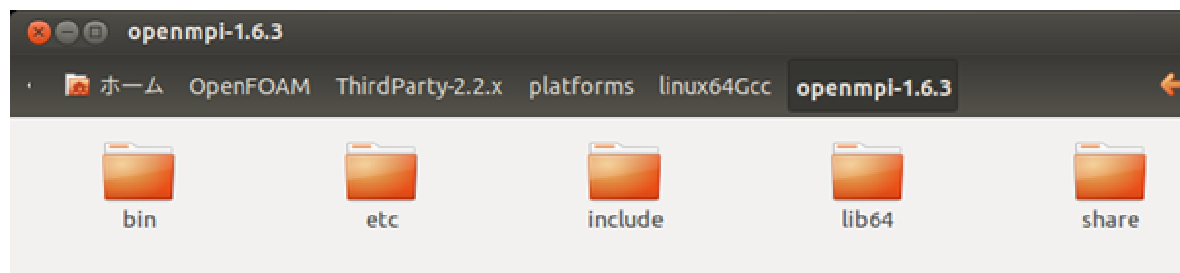 openmpi-1.6.3
ホーム OpenFOAM ThirdParty-2.2.x platforms linux64Gcc openmpi-1.6.3
bin etc include lib64 share